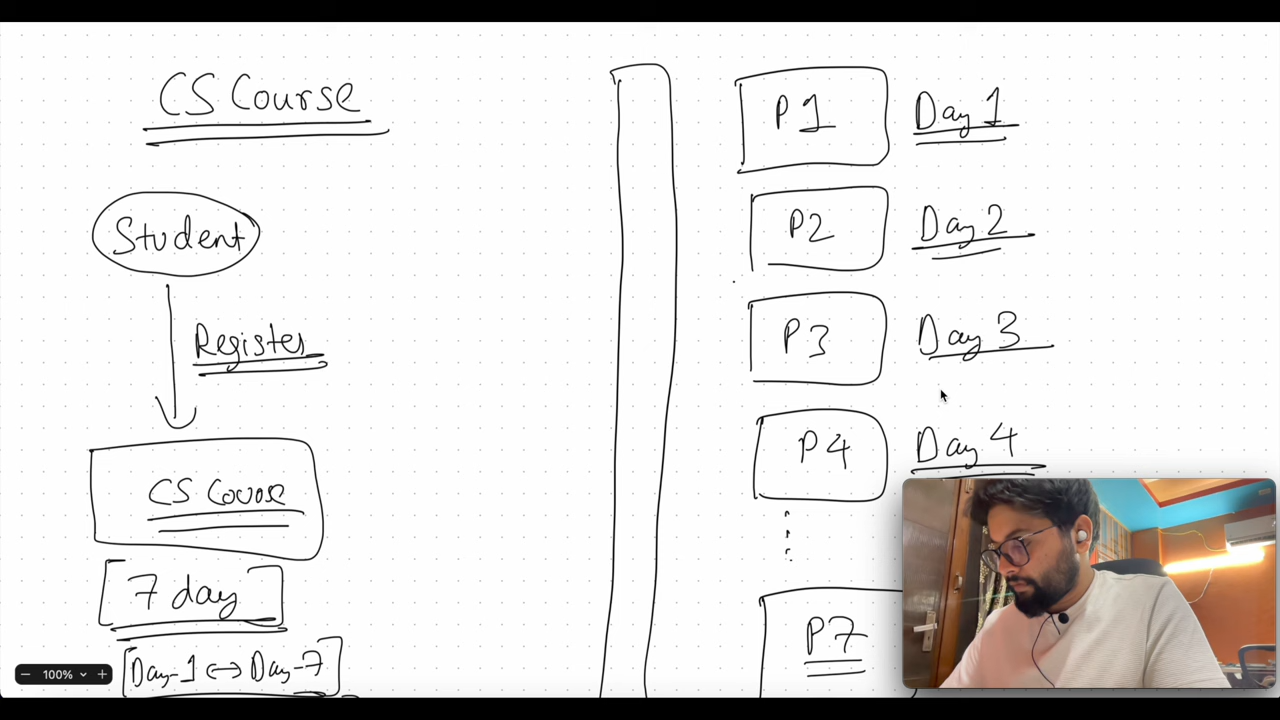 CS Course
Student
Register
CS Course
7 day
Day-1 ↔ Day-7
P1 Day 1
P2 Day 2
P3 Day 3
P4 Day 4
P7
− 100% +